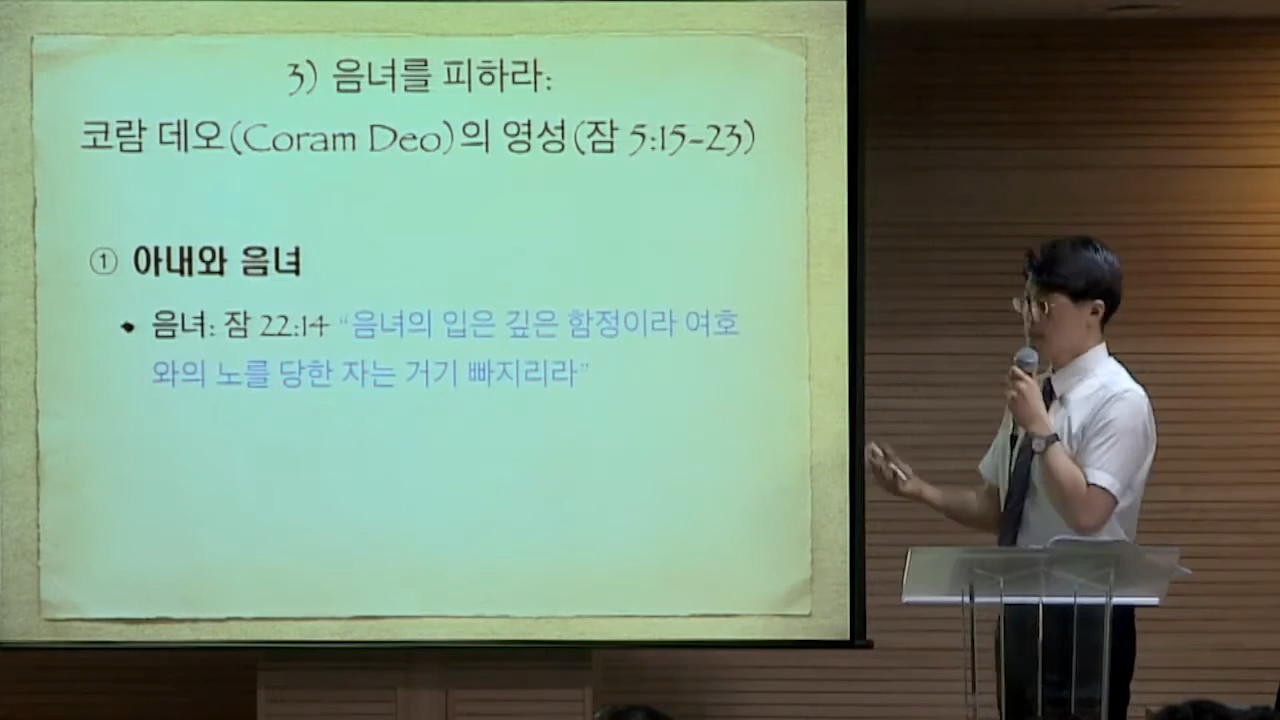 3) 음녀를 피하라:
코람 데오(Coram Deo)의 영성(잠 5:15-23)
① 아내와 음녀
• 음녀: 잠 22:14 “음녀의 입은 깊은 함정이라 여호
와의 노를 당한 자는 거기 빠지리라”